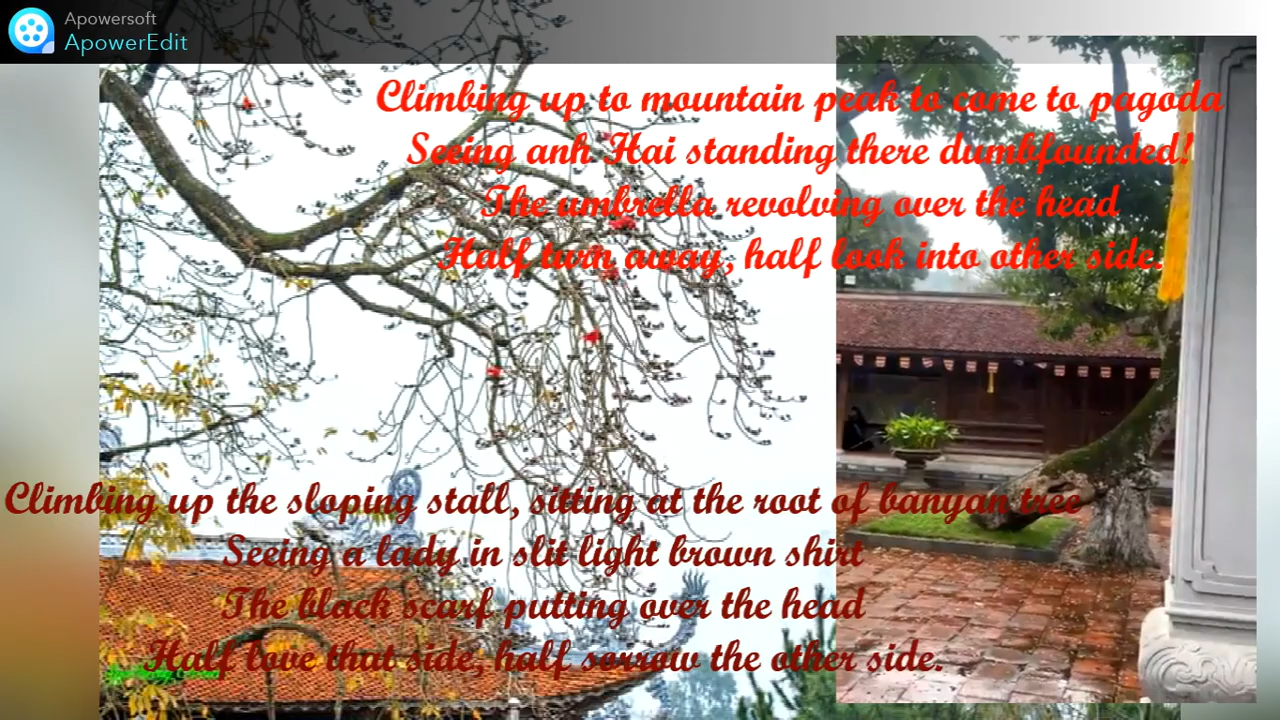 Apowersoft
ApowerEdit
Climbing up to mountain peak to come to pagoda
Seeing anh Hai standing there dumbfounded!
The umbrella revolving over the head
Half turn away, half look into other side.
Climbing up the sloping stall, sitting at the root of banyan tree
Seeing a lady in slit light brown shirt
The black scarf putting over the head
Half love that side, half sorrow the other side.